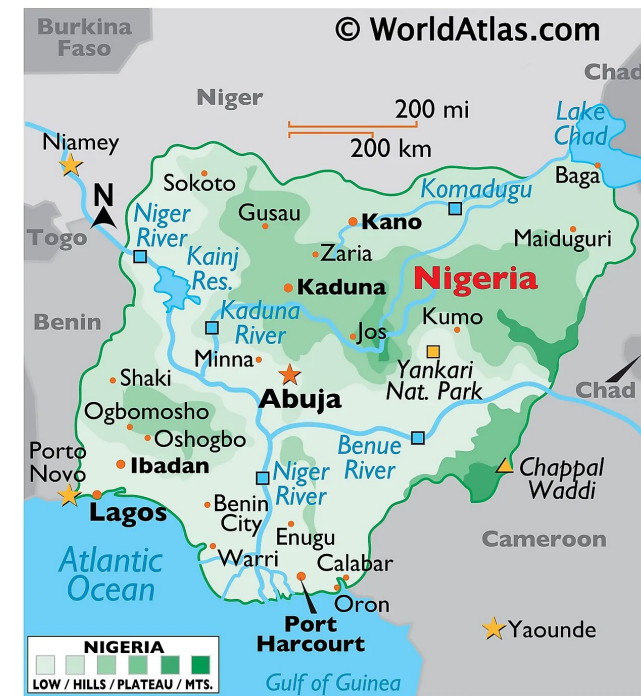 Burkina
Faso
© WorldAtlas.com
Chad
Niger
200 mi
200 km
Lake
Chad
Niamey
N
Sokoto
Komadugu
Baga
Niger
River
Gusau
Kano
Togo
Kainj
Res.
Zaria
Maiduguri
Kaduna
Nigeria
Benin
Kaduna
River
Jos
Kumo
Minna
Yankari
Nat. Park
Shaki
Abuja
Chad
Ogbomosho
Oshogbo
Benue
River
Porto
Novo
Ibadan
Niger
River
Chappal
Waddi
Lagos
Benin
City
Enugu
Cameroon
Atlantic
Ocean
Warri
Calabar
Oron
Port
Harcourt
Yaounde
NIGERIA
LOW / HILLS / PLATEAU / MTS.
Gulf of Guinea